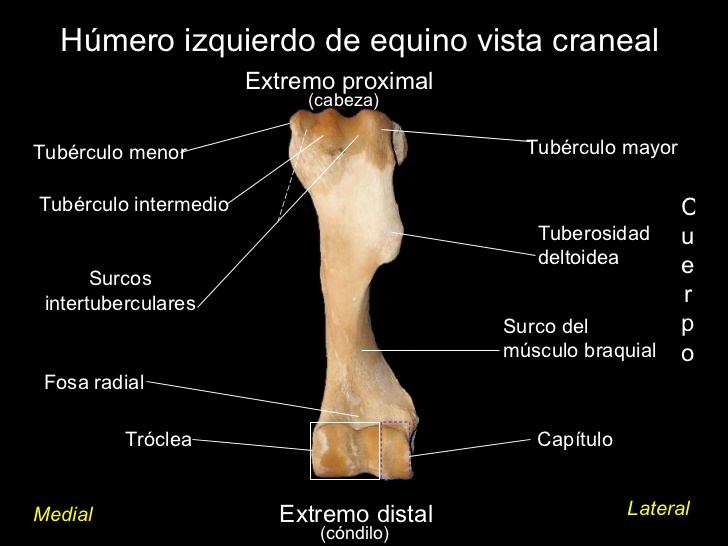 Húmero izquierdo de equino vista craneal
Extremo proximal
(cabeza)
Tubérculo menor
Tubérculo mayor
Tubérculo intermedio
Tuberosidad
deltoidea
Cuerpo
Surcos
intertuberculares
Surco del
músculo braquial
Fosa radial
Tróclea
Capítulo
Medial
Extremo distal
(cóndilo)
Lateral